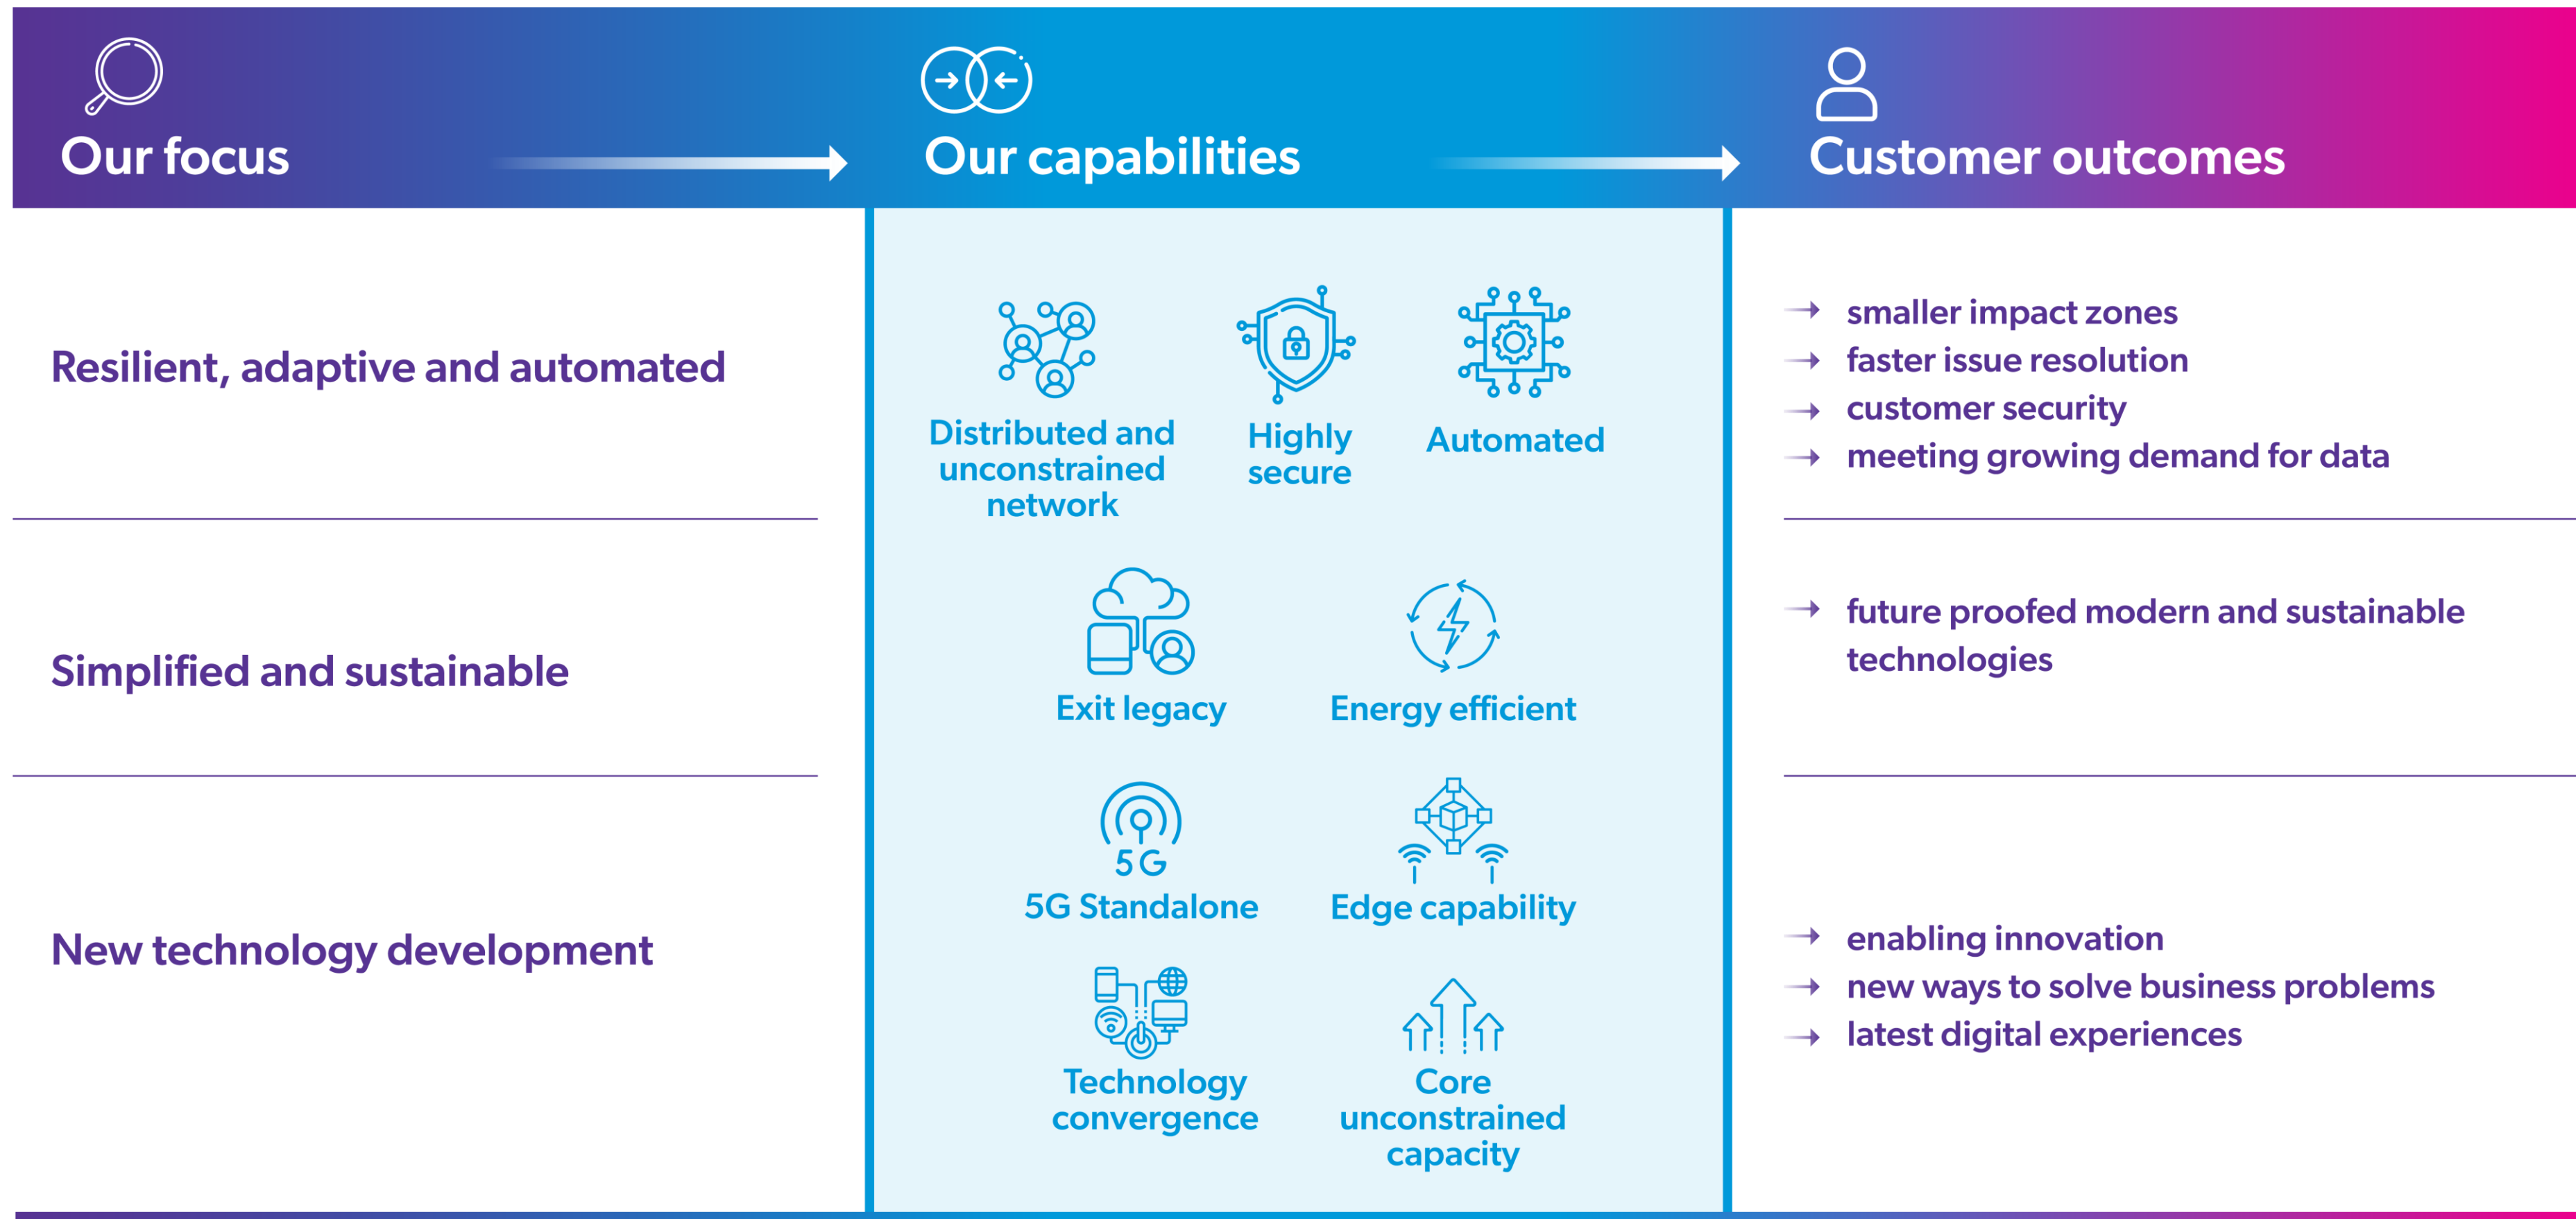 Our focus
Our capabilities
Customer outcomes
Resilient, adaptive and automated
Distributed and
unconstrained
network
Highly
secure
Automated
smaller impact zones
faster issue resolution
customer security
meeting growing demand for data
Simplified and sustainable
Exit legacy
Energy efficient
future proofed modern and sustainable
technologies
New technology development
5G
5G Standalone
Edge capability
Technology
convergence
Core
unconstrained
capacity
enabling innovation
new ways to solve business problems
latest digital experiences